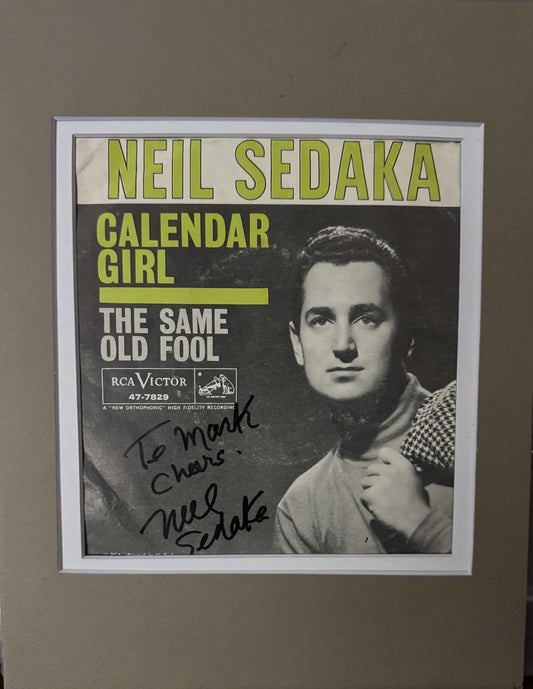 NEIL SEDAKA
CALENDAR
GIRL
THE SAME
OLD FOOL
RCA VICTOR
47-7829
A "NEW ORTHOPHONIC" HIGH FIDELITY RECORDING
To Mark
Cheers.
Neil
Sedaka